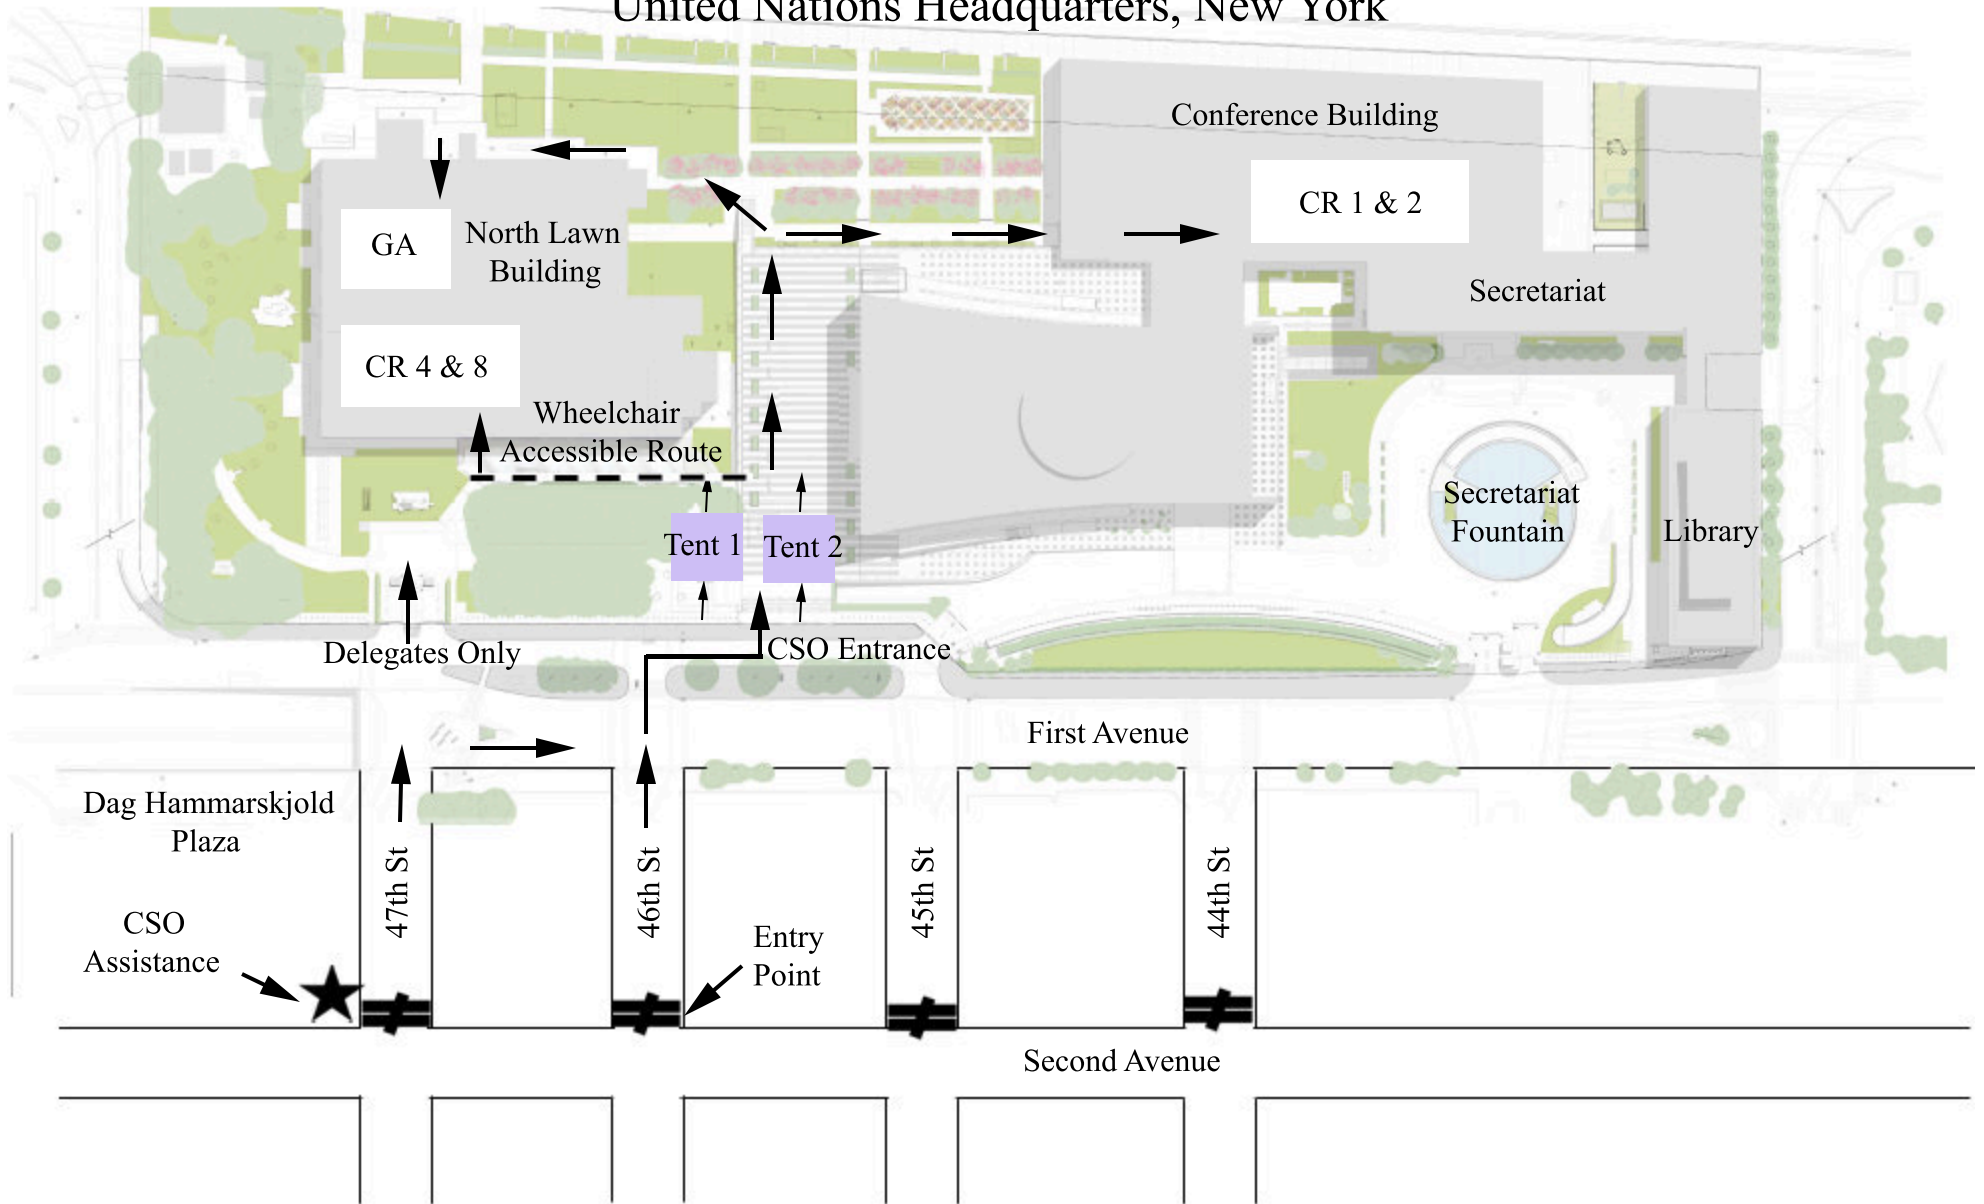 United Nations Headquarters, New York
Conference Building
CR 1 & 2
GA
North Lawn
Building
Secretariat
CR 4 & 8
Wheelchair
Accessible Route
Secretariat
Fountain
Library
Tent 1
Tent 2
Delegates Only
CSO Entrance
First Avenue
Dag Hammarskjold
Plaza
47th St
46th St
45th St
44th St
CSO
Assistance
Entry
Point
Second Avenue